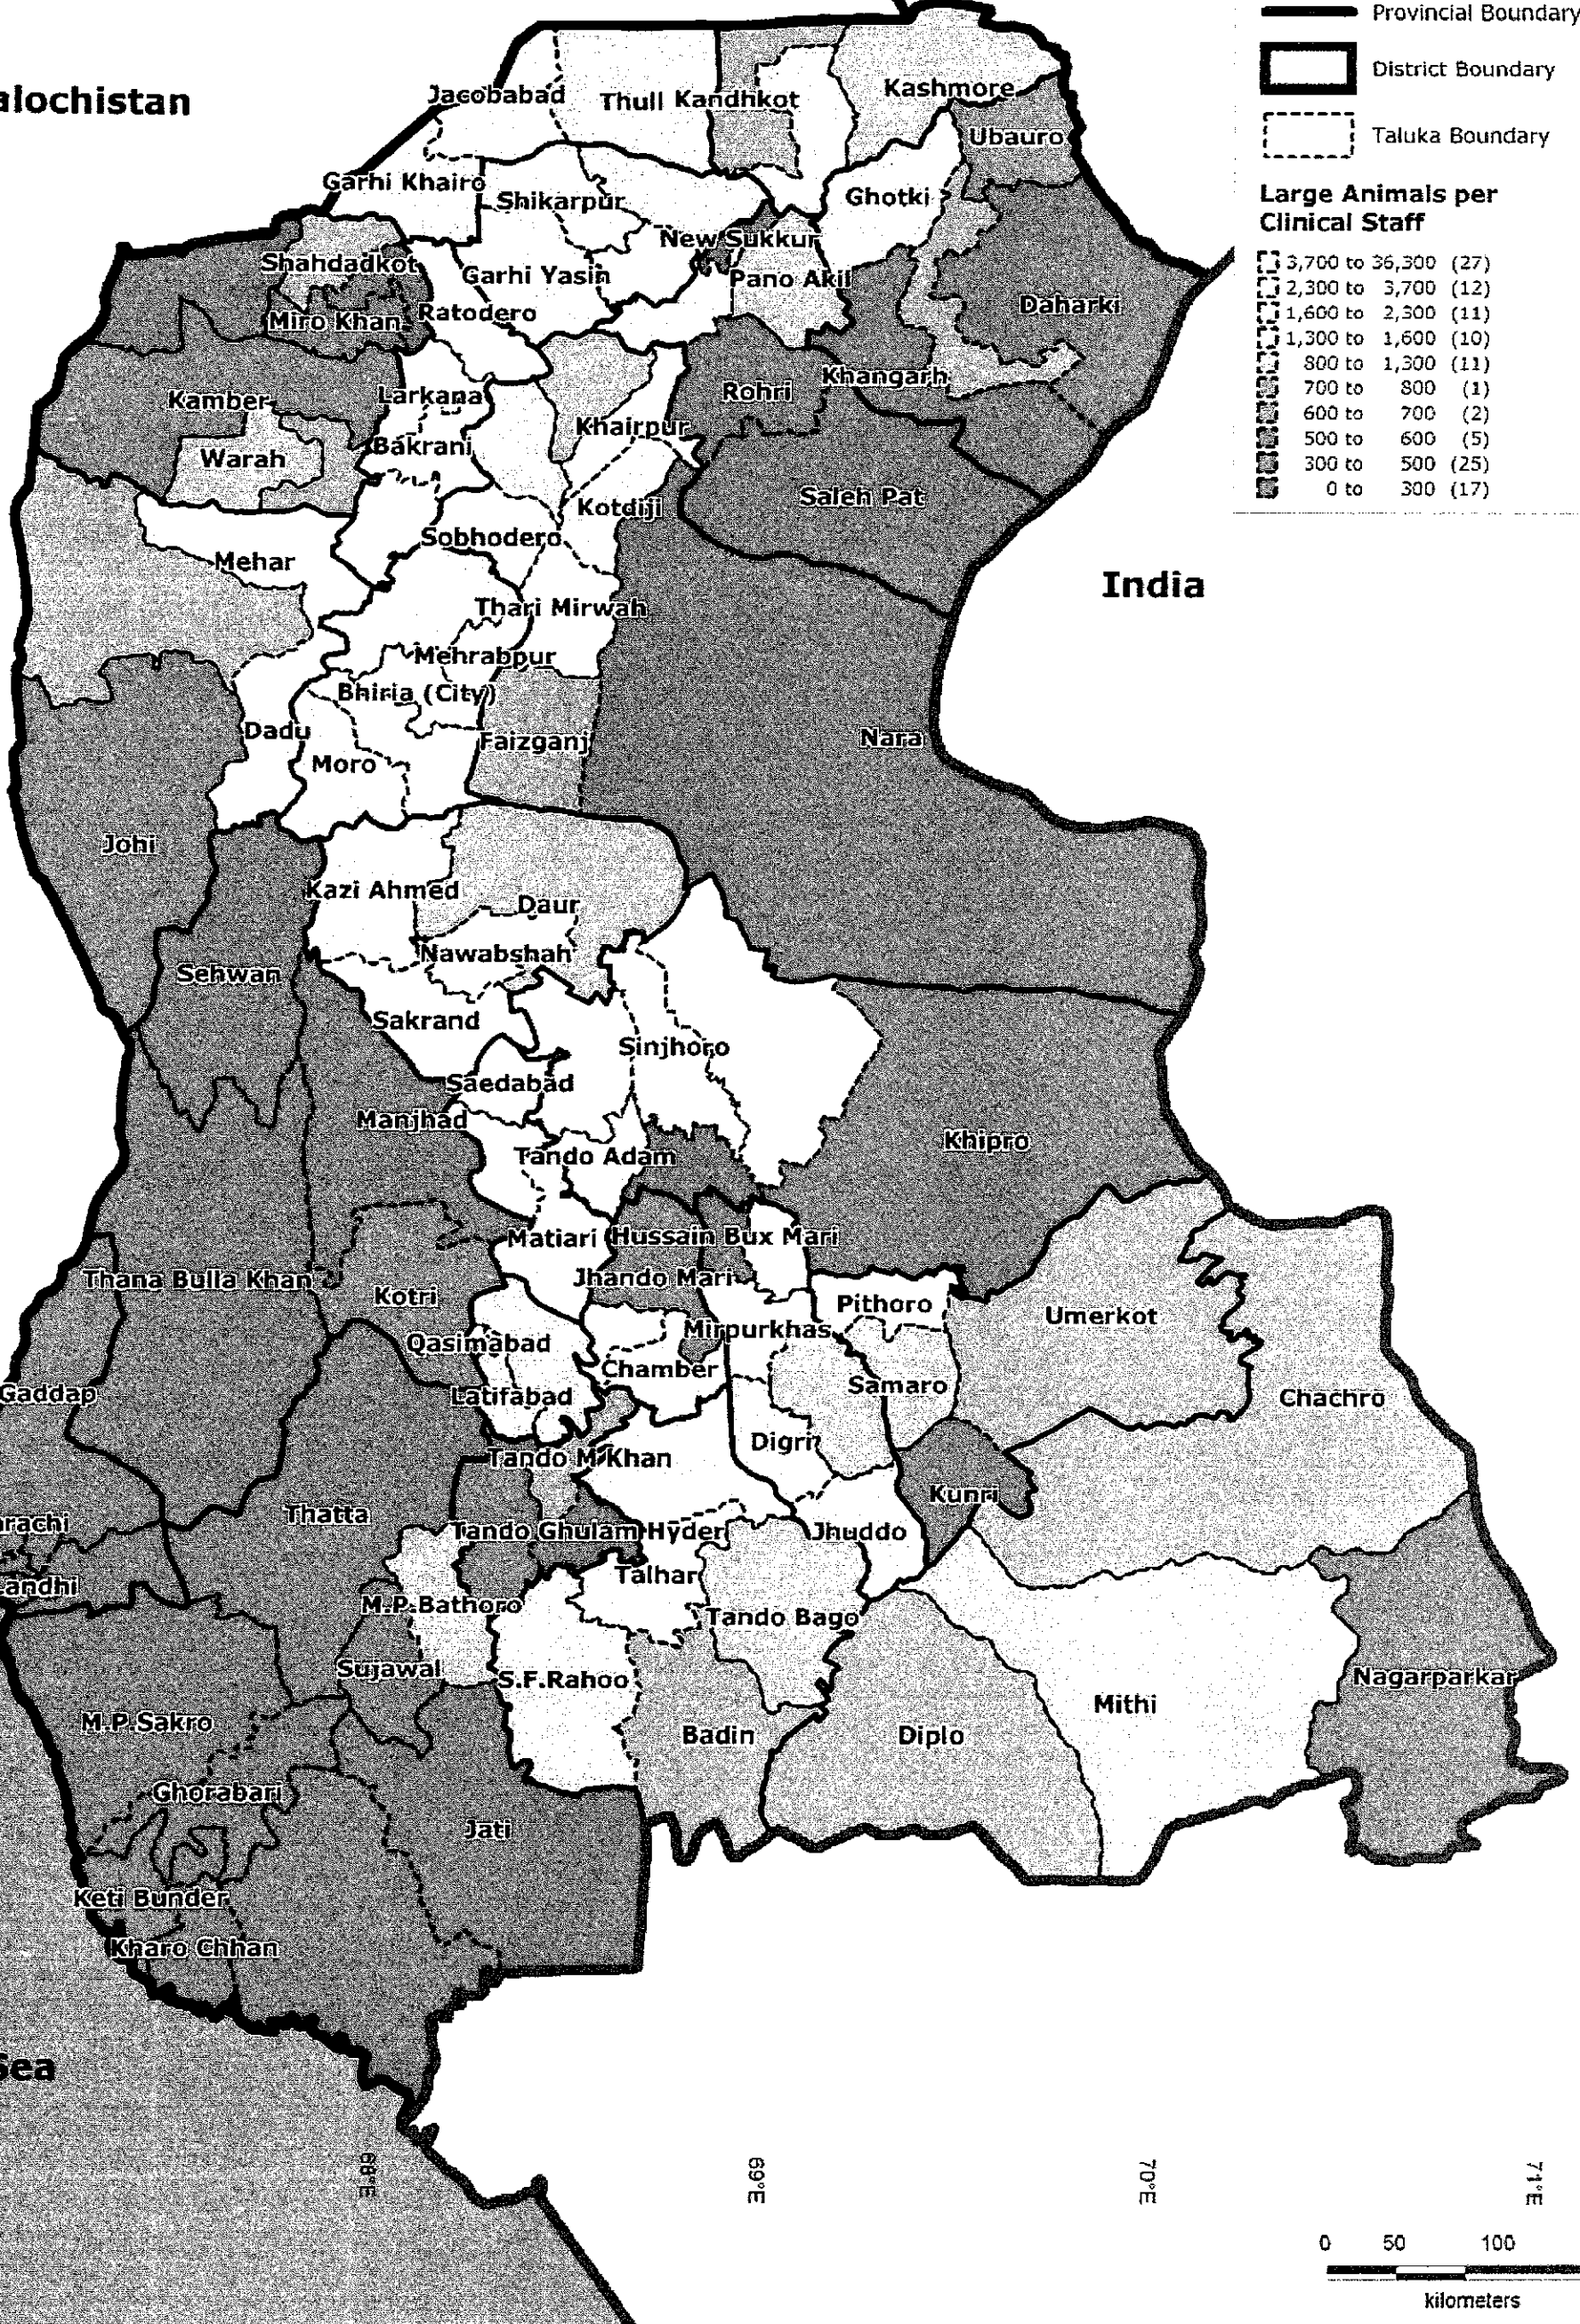 Provincial Boundary
District Boundary
Taluka Boundary
Large Animals per
Clinical Staff
3,700 to 36,300 (27)
2,300 to 3,700 (12)
1,600 to 2,300 (11)
1,300 to 1,600 (10)
800 to 1,300 (11)
700 to 800 (1)
600 to 700 (2)
500 to 600 (5)
300 to 500 (25)
0 to 300 (17)
alochistan
Jacobabad
Thull
Kandhkot
Kashmore
Ubauro
Garhi Khairo
Shikarpur
Ghotki
New Sukkur
Shahdadkot
Garhi Yasin
Pano Akil
Daharki
Miro Khan
Ratodero
Kamber
Larkana
Rohri
Khangarh
Khairpur
Warah
Bakrani
Saleh Pat
Kotdiji
Sobhodero
Mehar
India
Thari Mirwah
Mehrabpur
Bhiria (City)
Dadu
Moro
Faizganj
Nara
Johi
Kazi Ahmed
Daur
Nawabshah
Sehwan
Sakrand
Sinjhoro
Saedabad
Manjhad
Tando Adam
Khipro
Matiari
Hussain Bux Mari
Thana Bulla Khan
Jhando Mari
Kotri
Pithoro
Umerkot
Qasimabad
Mirpurkhas
Chamber
Gaddap
Latifabad
Samaro
Chachro
Digri
Tando M Khan
Kunri
Thatta
arachi
Tando Ghulam Hyder
Jhuddo
Landhi
Talhar
M.P.Bathoro
Tando Bago
Sujawal
S.F.Rahoo
Nagarparkar
M.P.Sakro
Badin
Diplo
Mithi
Ghorabari
Jati
Keti Bunder
Kharo Chhan
Sea
68°E
69°E
70°E
71°E
0 50 100
kilometers